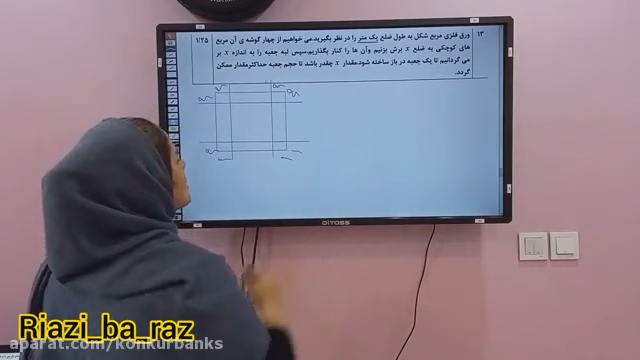 ۱۳ ورق فلزی مربع شکل به طول ضلع یک متر را در نظر بگیرید.می خواهیم از چهار گوشه ی آن مربع ۱/۲۵
های کوچکی به ضلع x برش بزنیم وآن ها را کنار بگذاریم.سپس لبه جعبه را به اندازه x بر
می گردانیم تا یک جعبه در باز ساخته شود.مقدار x چقدر باشد تا حجم جعبه حداکثر مقدار ممکن
گردد.
DITOSS
Riazi_ba_raz
aparat.com/konkurbanks